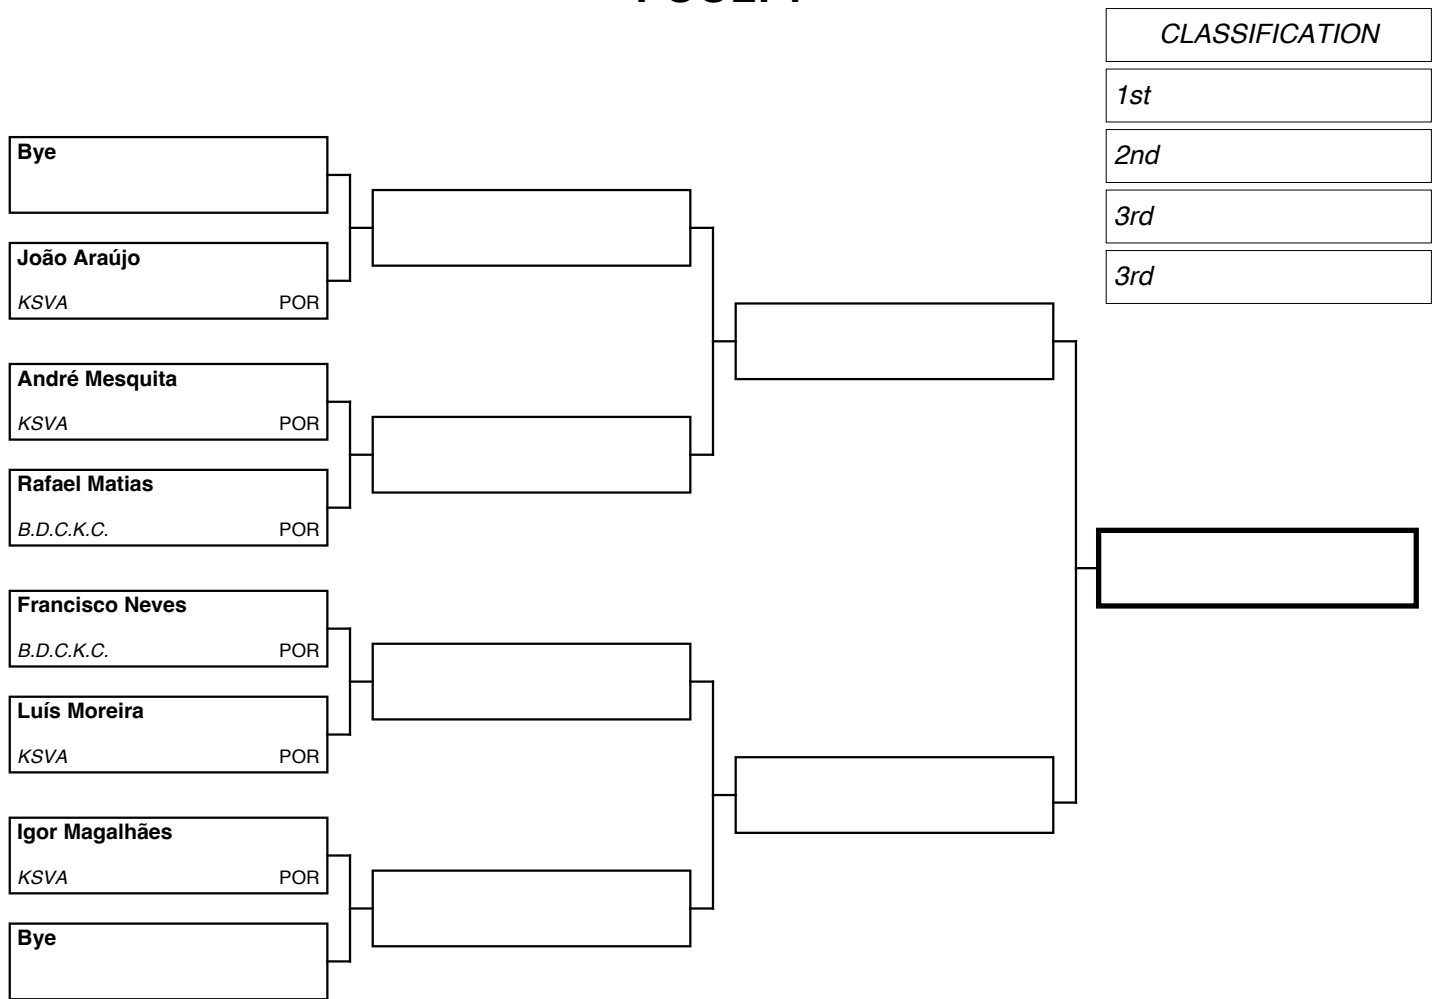 CLASSIFICATION
1st
2nd
3rd
3rd
Bye
João Araújo
KSVA POR
André Mesquita
KSVA POR
Rafael Matias
B.D.C.K.C. POR
Francisco Neves
B.D.C.K.C. POR
Luís Moreira
KSVA POR
Igor Magalhães
KSVA POR
Bye